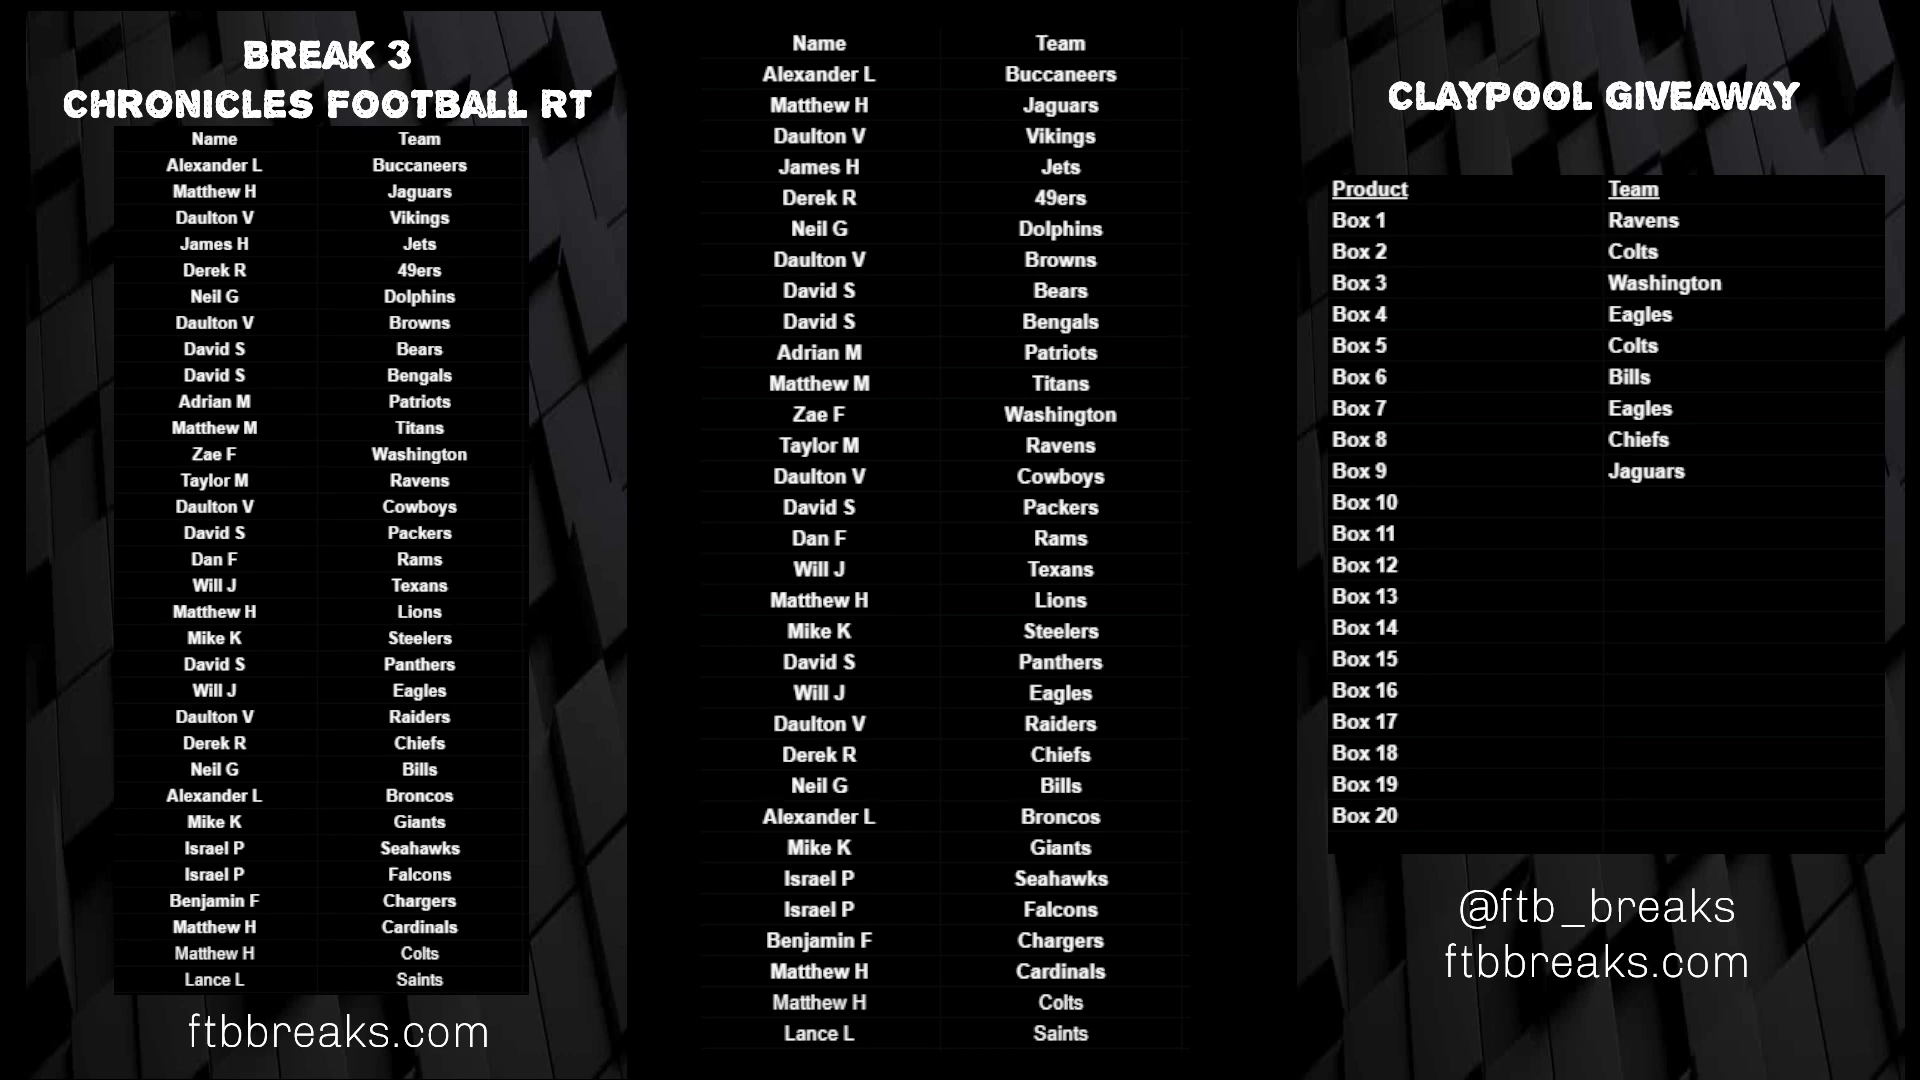 BREAK 3
CHRONICLES FOOTBALL RT
Name Team
Alexander L Buccaneers
Matthew H Jaguars
Daulton V Vikings
James H Jets
Derek R 49ers
Neil G Dolphins
Daulton V Browns
David S Bears
David S Bengals
Adrian M Patriots
Matthew M Titans
Zae F Washington
Taylor M Ravens
Daulton V Cowboys
David S Packers
Dan F Rams
Will J Texans
Matthew H Lions
Mike K Steelers
David S Panthers
Will J Eagles
Daulton V Raiders
Derek R Chiefs
Neil G Bills
Alexander L Broncos
Mike K Giants
Israel P Seahawks
Israel P Falcons
Benjamin F Chargers
Matthew H Cardinals
Matthew H Colts
Lance L Saints
ftbbreaks.com
Name Team
Alexander L Buccaneers
Matthew H Jaguars
Daulton V Vikings
James H Jets
Derek R 49ers
Neil G Dolphins
Daulton V Browns
David S Bears
David S Bengals
Adrian M Patriots
Matthew M Titans
Zae F Washington
Taylor M Ravens
Daulton V Cowboys
David S Packers
Dan F Rams
Will J Texans
Matthew H Lions
Mike K Steelers
David S Panthers
Will J Eagles
Daulton V Raiders
Derek R Chiefs
Neil G Bills
Alexander L Broncos
Mike K Giants
Israel P Seahawks
Israel P Falcons
Benjamin F Chargers
Matthew H Cardinals
Matthew H Colts
Lance L Saints
CLAYPOOL GIVEAWAY
Product Team
Box 1 Ravens
Box 2 Colts
Box 3 Washington
Box 4 Eagles
Box 5 Colts
Box 6 Bills
Box 7 Eagles
Box 8 Chiefs
Box 9 Jaguars
Box 10
Box 11
Box 12
Box 13
Box 14
Box 15
Box 16
Box 17
Box 18
Box 19
Box 20
@ftb_breaks
ftbbreaks.com